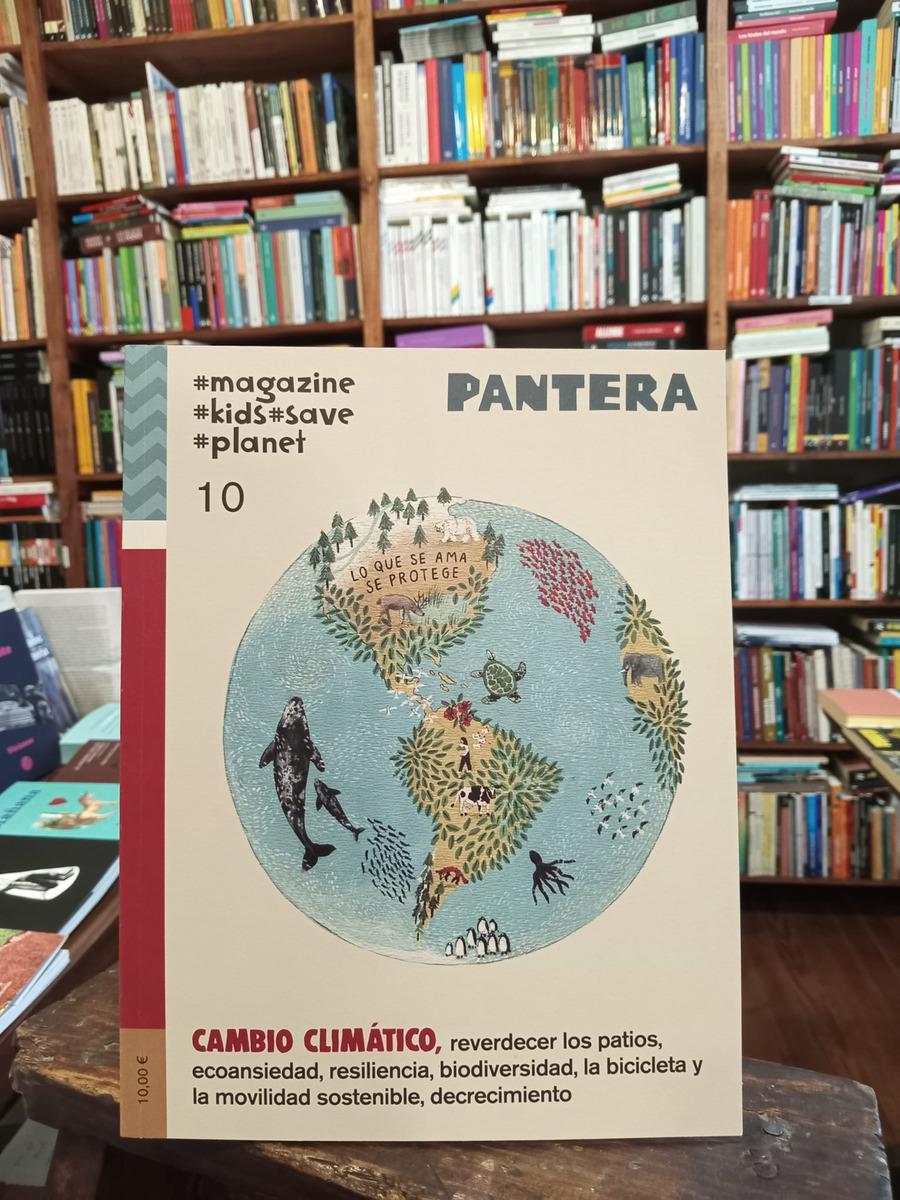 #magazine
#kids#save
#planet
PANTERA
10
LO QUE SE AMA
SE PROTEGE
CAMBIO CLIMÁTICO, reverdecer los patios,
ecoansiedad, resiliencia, biodiversidad, la bicicleta y
la movilidad sostenible, decrecimiento
10,00 €